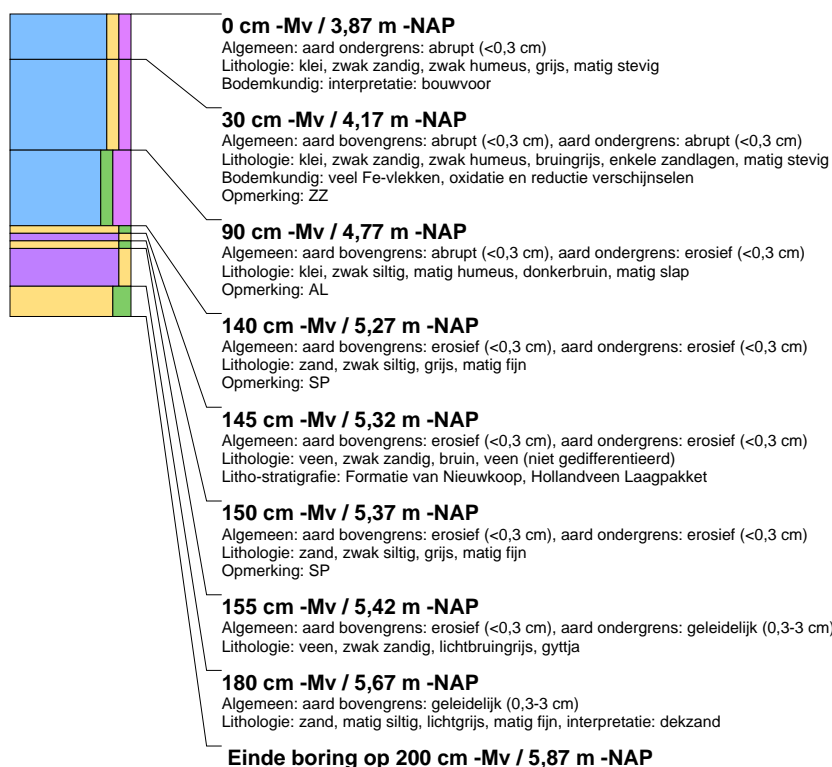 0 cm -Mv / 3,87 m -NAP
Algemeen: aard ondergrens: abrupt (<0,3 cm)
Lithologie: klei, zwak zandig, zwak humeus, grijs, matig stevig
Bodemkundig: interpretatie: bouwvoor
30 cm -Mv / 4,17 m -NAP
Algemeen: aard bovengrens: abrupt (<0,3 cm), aard ondergrens: abrupt (<0,3 cm)
Lithologie: klei, zwak zandig, zwak humeus, bruingrijs, enkele zandlagen, matig stevig
Bodemkundig: veel Fe-vlekken, oxidatie en reductie verschijnselen
Opmerking: ZZ
90 cm -Mv / 4,77 m -NAP
Algemeen: aard bovengrens: abrupt (<0,3 cm), aard ondergrens: erosief (<0,3 cm)
Lithologie: klei, zwak siltig, matig humeus, donkerbruin, matig slap
Opmerking: AL
140 cm -Mv / 5,27 m -NAP
Algemeen: aard bovengrens: erosief (<0,3 cm), aard ondergrens: erosief (<0,3 cm)
Lithologie: zand, zwak siltig, grijs, matig fijn
Opmerking: SP
145 cm -Mv / 5,32 m -NAP
Algemeen: aard bovengrens: erosief (<0,3 cm), aard ondergrens: erosief (<0,3 cm)
Lithologie: veen, zwak zandig, bruin, veen (niet gedifferentieerd)
Litho-stratigrafie: Formatie van Nieuwkoop, Hollandveen Laagpakket
150 cm -Mv / 5,37 m -NAP
Algemeen: aard bovengrens: erosief (<0,3 cm), aard ondergrens: erosief (<0,3 cm)
Lithologie: zand, zwak siltig, grijs, matig fijn
Opmerking: SP
155 cm -Mv / 5,42 m -NAP
Algemeen: aard bovengrens: erosief (<0,3 cm), aard ondergrens: geleidelijk (0,3-3 cm)
Lithologie: veen, zwak zandig, lichtbruingrijs, gyttja
180 cm -Mv / 5,67 m -NAP
Algemeen: aard bovengrens: geleidelijk (0,3-3 cm)
Lithologie: zand, matig siltig, lichtgrijs, matig fijn, interpretatie: dekzand
Einde boring op 200 cm -Mv / 5,87 m -NAP